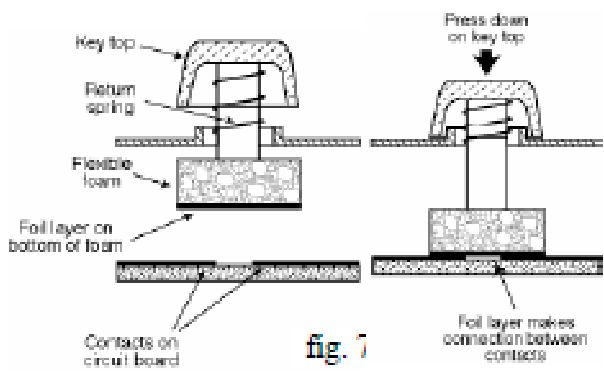 Key top
Return
spring
Flexible
foam
Foil layer on
bottom of foam
Contacts on
circuit board
Press down
on key top
Foil layer makes
connection between
contacts
fig. 7